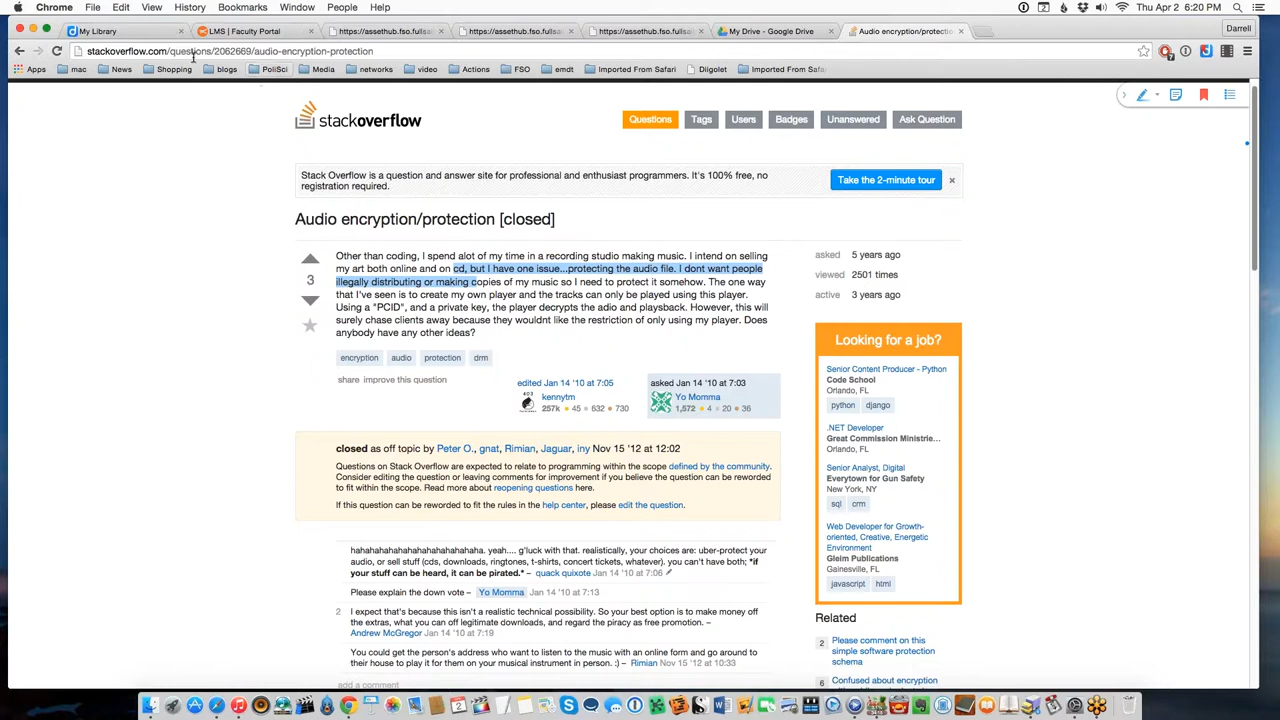 Chrome File Edit View History Bookmarks Window People Help Thu Apr 2 6:20 PM
My Library LMS | Faculty Portal https://assethub.fso.fullsa https://assethub.fso.fullsa https://assethub.fso.fullsa My Drive - Google Drive Audio encryption/protection Darrell
stackoverflow.com/questions/2062669/audio-encryption-protection
Apps mac News Shopping blogs PoliSci Media networks video Actions FSO emdt Imported From Safari Diigolet Imported From Safa
stackoverflow Questions Tags Users Badges Unanswered Ask Question
Stack Overflow is a question and answer site for professional and enthusiast programmers. It's 100% free, no
registration required.
Take the 2-minute tour ×
Audio encryption/protection [closed]
3
Other than coding, I spend alot of my time in a recording studio making music. I intend on selling
my art both online and on cd, but I have one issue...protecting the audio file. I dont want people
illegally distributing or making copies of my music so I need to protect it somehow. The one way
that I've seen is to create my own player and the tracks can only be played using this player.
Using a "PCID", and a private key, the player decrypts the adio and playsback. However, this will
surely chase clients away because they wouldnt like the restriction of only using my player. Does
anybody have any other ideas?
encryption audio protection drm
share improve this question
edited Jan 14 '10 at 7:05
kennytm
257k 45 632 730
asked Jan 14 '10 at 7:03
Yo Momma
1,572 4 20 36
closed as off topic by Peter O., gnat, Rimian, Jaguar, iny Nov 15 '12 at 12:02
Questions on Stack Overflow are expected to relate to programming within the scope defined by the community.
Consider editing the question or leaving comments for improvement if you believe the question can be reworded
to fit within the scope. Read more about reopening questions here.
If this question can be reworded to fit the rules in the help center, please edit the question.
hahahahahahahahahahahahaha. yeah.... g'luck with that. realistically, your choices are: uber-protect your
audio, or sell stuff (cds, downloads, ringtones, t-shirts, concert tickets, whatever). you can't have both; *if
your stuff can be heard, it can be pirated.* – quack quixote Jan 14 '10 at 7:06
Please explain the down vote – Yo Momma Jan 14 '10 at 7:13
2 I expect that's because this isn't a realistic technical possibility. So your best option is to make money off
the extras, what you can off legitimate downloads, and regard the piracy as free promotion. –
Andrew McGregor Jan 14 '10 at 7:19
You could get the person's address who want to listen to the music with an online form and go around to
their house to play it for them on your musical instrument in person. :) – Rimian Nov 15 '12 at 10:33
add a comment
asked 5 years ago
viewed 2501 times
active 3 years ago
Looking for a job?
Senior Content Producer - Python
Code School
Orlando, FL
python django
.NET Developer
Great Commission Ministrie...
Orlando, FL
Senior Analyst, Digital
Everytown for Gun Safety
New York, NY
sql crm
Web Developer for Growth-
oriented, Creative, Energetic
Environment
Gleim Publications
Gainesville, FL
javascript html
Related
2 Please comment on this
simple software protection
schema
6 Confused about encryption